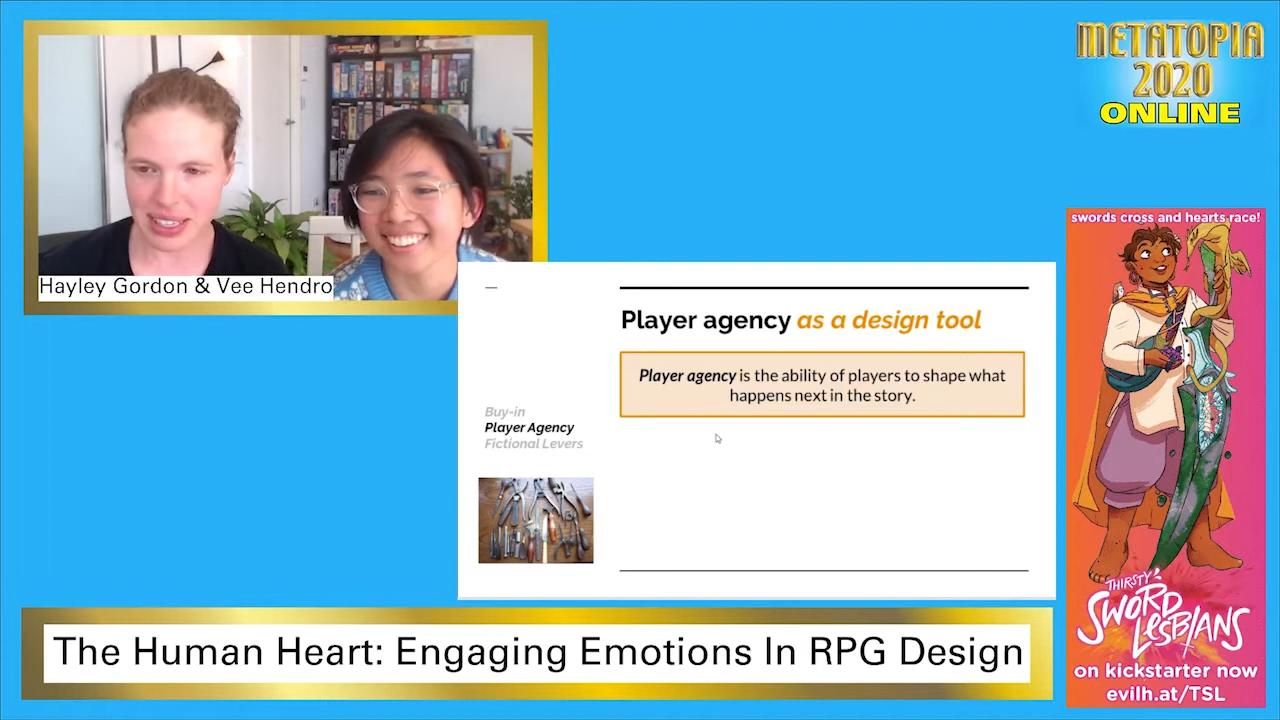 METATOPIA
2020
ONLINE
Hayley Gordon & Vee Hendro
Player agency as a design tool
Player agency is the ability of players to shape what
happens next in the story.
Buy-in
Player Agency
Fictional Levers
The Human Heart: Engaging Emotions In RPG Design
swords cross and hearts race!
THIRSTY
SWORD
LESBIANS
on kickstarter now
evilh.at/TSL